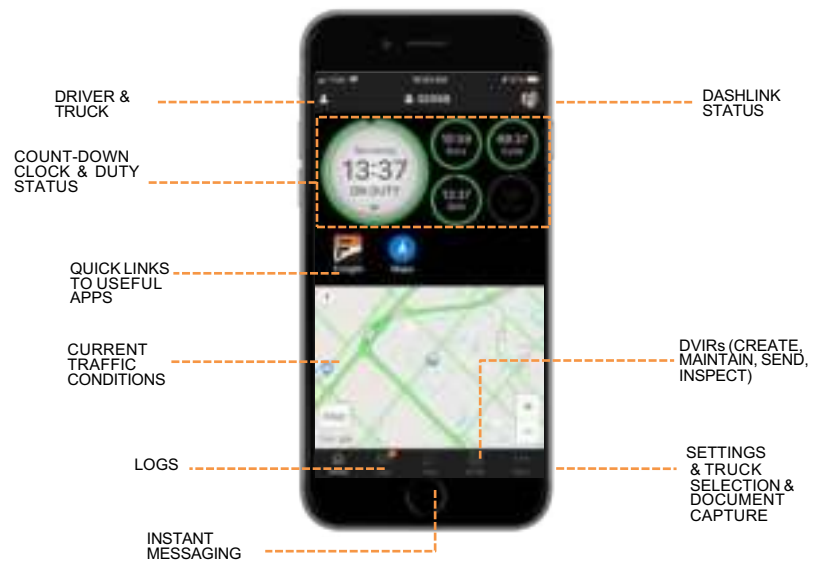 DRIVER &
TRUCK
DASHLINK
STATUS
COUNT-DOWN
CLOCK & DUTY
STATUS
13:37
ON DUTY
QUICK LINKS
TO USEFUL
APPS
Maps
CURRENT
TRAFFIC
CONDITIONS
DVIRs (CREATE,
MAINTAIN, SEND,
INSPECT)
LOGS
SETTINGS
& TRUCK
SELECTION &
DOCUMENT
CAPTURE
INSTANT
MESSAGING